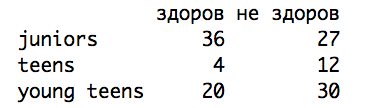 здоров не здоров
juniors 36 27
teens 4 12
young teens 20 30